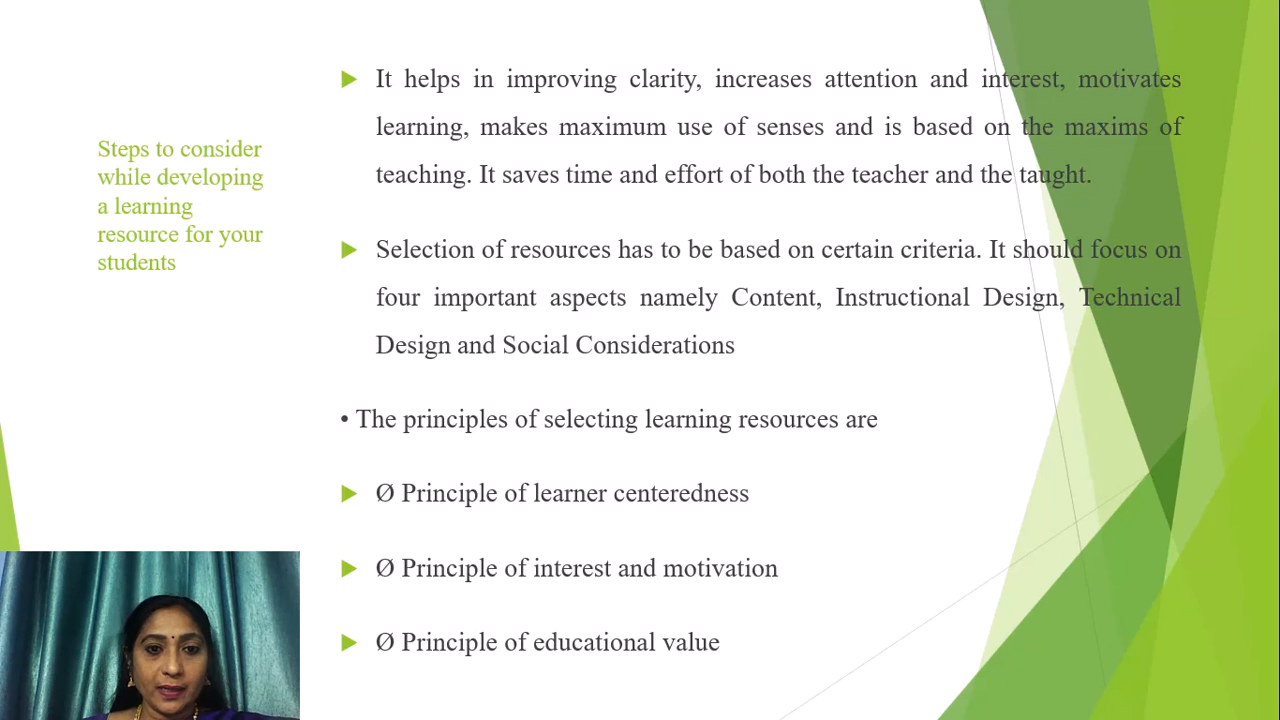 Steps to consider
while developing
a learning
resource for your
students
It helps in improving clarity, increases attention and interest, motivates
learning, makes maximum use of senses and is based on the maxims of
teaching. It saves time and effort of both the teacher and the taught.
Selection of resources has to be based on certain criteria. It should focus on
four important aspects namely Content, Instructional Design, Technical
Design and Social Considerations
• The principles of selecting learning resources are
Ø Principle of learner centeredness
Ø Principle of interest and motivation
Ø Principle of educational value